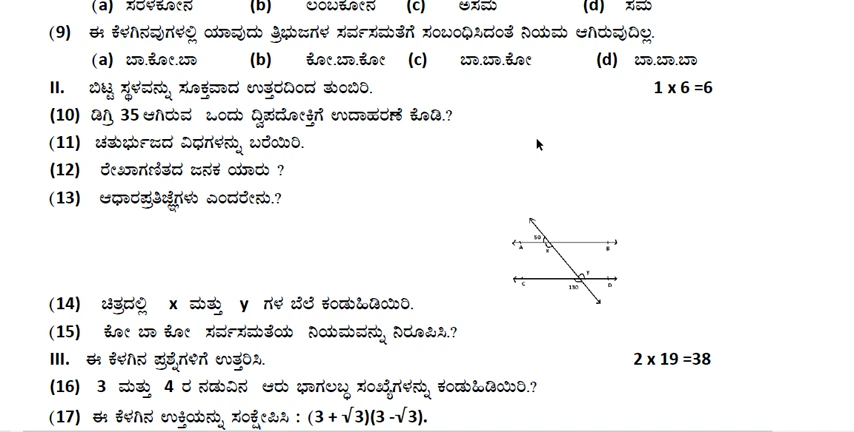 (a) ಸರಳಕೋನ (b) ಲಂಬಕೋನ (c) ಅಸಮ (d) ಸಮ
(9) ಈ ಕೆಳಗಿನವುಗಳಲ್ಲಿ ಯಾವುದು ತ್ರಿಭುಜಗಳ ಸರ್ವಸಮತೆಗೆ ಸಂಬಂಧಿಸಿದಂತೆ ನಿಯಮ ಆಗಿರುವುದಿಲ್ಲ.
(a) ಬಾ.ಕೋ.ಬಾ (b) ಕೋ.ಬಾ.ಕೋ (c) ಬಾ.ಬಾ.ಕೋ (d) ಬಾ.ಬಾ.ಬಾ
II. ಬಿಟ್ಟ ಸ್ಥಳವನ್ನು ಸೂಕ್ತವಾದ ಉತ್ತರದಿಂದ ತುಂಬಿರಿ. 1 x 6 =6
(10) ಡಿಗ್ರಿ 35 ಆಗಿರುವ ಒಂದು ದ್ವಿಪದೋಕ್ತಿಗೆ ಉದಾಹರಣೆ ಕೊಡಿ.?
(11) ಚತುರ್ಭುಜದ ವಿಧಗಳನ್ನು ಬರೆಯಿರಿ.
(12) ರೇಖಾಗಣಿತದ ಜನಕ ಯಾರು ?
(13) ಆಧಾರಪ್ರತಿಜ್ಞೆಗಳು ಎಂದರೇನು.?
50
A x B
y
C 130 D
(14) ಚಿತ್ರದಲ್ಲಿ x ಮತ್ತು y ಗಳ ಬೆಲೆ ಕಂಡುಹಿಡಿಯಿರಿ.
(15) ಕೋ ಬಾ ಕೋ ಸರ್ವಸಮತೆಯ ನಿಯಮವನ್ನು ನಿರೂಪಿಸಿ.?
III. ಈ ಕೆಳಗಿನ ಪ್ರಶ್ನೆಗಳಿಗೆ ಉತ್ತರಿಸಿ. 2 x 19 =38
(16) 3 ಮತ್ತು 4 ರ ನಡುವಿನ ಆರು ಭಾಗಲಬ್ಧ ಸಂಖ್ಯೆಗಳನ್ನು ಕಂಡುಹಿಡಿಯಿರಿ.?
(17) ಈ ಕೆಳಗಿನ ಉಕ್ತಿಯನ್ನು ಸಂಕ್ಷೇಪಿಸಿ : (3 + √3)(3 -√3).